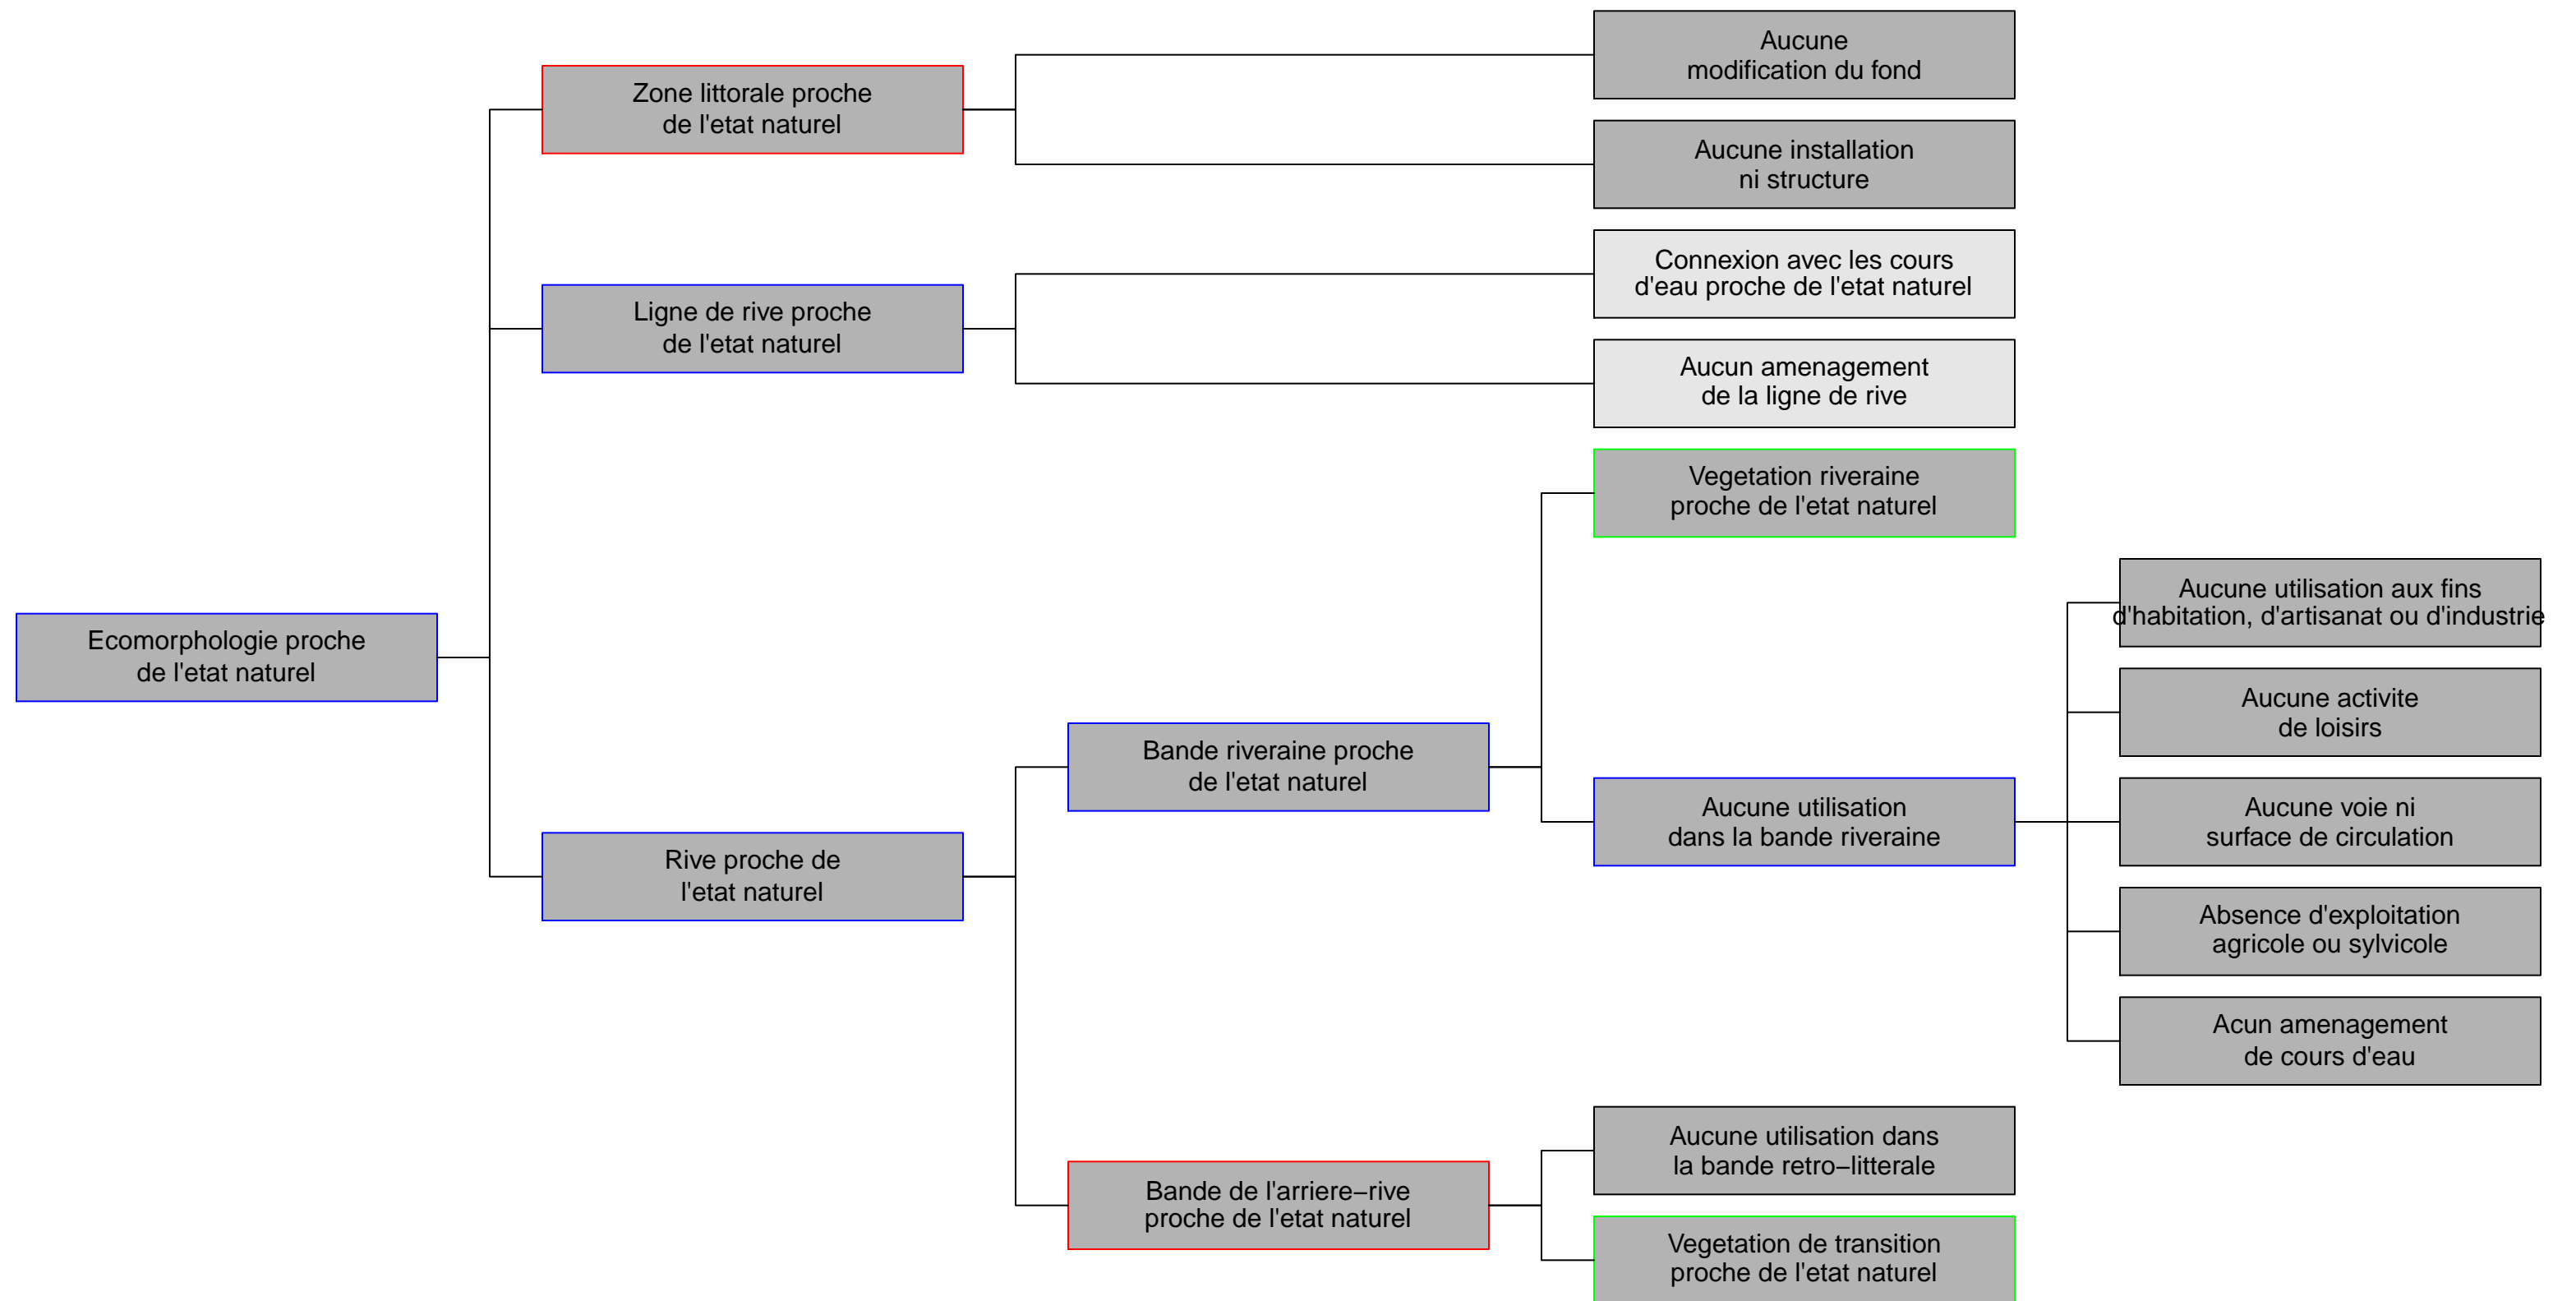 Aucune
modification du fond
Zone littorale proche
de l'etat naturel
Aucune installation
ni structure
Connexion avec les cours
d'eau proche de l'etat naturel
Ligne de rive proche
de l'etat naturel
Aucun amenagement
de la ligne de rive
Vegetation riveraine
proche de l'etat naturel
Aucune utilisation aux fins
d'habitation, d'artisanat ou d'industrie
Ecomorphologie proche
de l'etat naturel
Aucune activite
de loisirs
Bande riveraine proche
de l'etat naturel
Aucune utilisation
dans la bande riveraine
Aucune voie ni
surface de circulation
Rive proche de
l'etat naturel
Absence d'exploitation
agricole ou sylvicole
Acun amenagement
de cours d'eau
Aucune utilisation dans
la bande retro−litterale
Bande de l'arriere−rive
proche de l'etat naturel
Vegetation de transition
proche de l'etat naturel